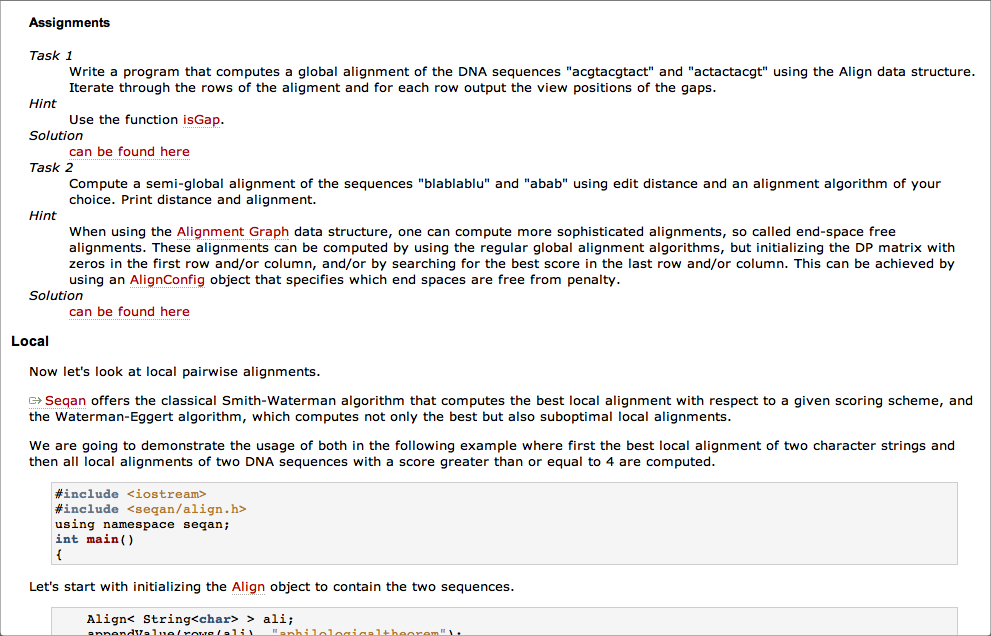 Assignments
Task 1
Write a program that computes a global alignment of the DNA sequences "acgtacgtact" and "actactacgt" using the Align data structure.
Iterate through the rows of the aligment and for each row output the view positions of the gaps.
Hint
Use the function isGap.
Solution
can be found here
Task 2
Compute a semi-global alignment of the sequences "blablablu" and "abab" using edit distance and an alignment algorithm of your
choice. Print distance and alignment.
Hint
When using the Alignment Graph data structure, one can compute more sophisticated alignments, so called end-space free
alignments. These alignments can be computed by using the regular global alignment algorithms, but initializing the DP matrix with
zeros in the first row and/or column, and/or by searching for the best score in the last row and/or column. This can be achieved by
using an AlignConfig object that specifies which end spaces are free from penalty.
Solution
can be found here
Local
Now let's look at local pairwise alignments.
Seqan offers the classical Smith-Waterman algorithm that computes the best local alignment with respect to a given scoring scheme, and
the Waterman-Eggert algorithm, which computes not only the best but also suboptimal local alignments.
We are going to demonstrate the usage of both in the following example where first the best local alignment of two character strings and
then all local alignments of two DNA sequences with a score greater than or equal to 4 are computed.
#include <iostream>
#include <seqan/align.h>
using namespace seqan;
int main()
{
Let's start with initializing the Align object to contain the two sequences.
Align< String<char> > ali;
appendValue(rows(ali), "aphilologicaltheorem");